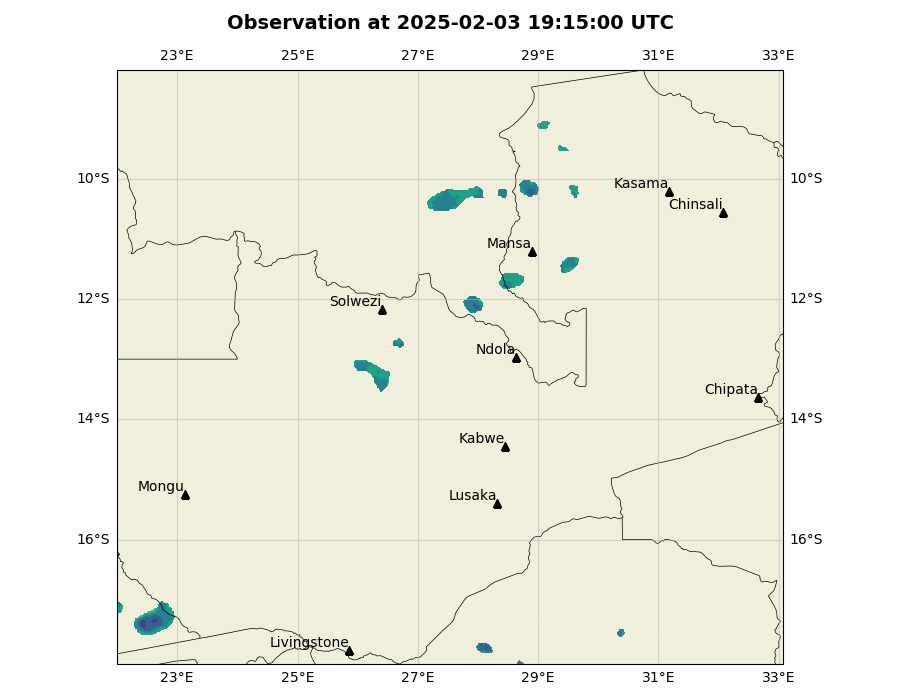 Observation at 2025-02-03 19:15:00 UTC
23°E 25°E 27°E 29°E 31°E 33°E
10°S 10°S
Kasama
Chinsali
Mansa
12°S 12°S
Solwezi
Ndola
Chipata
14°S 14°S
Kabwe
Mongu
Lusaka
16°S 16°S
Livingstone
23°E 25°E 27°E 29°E 31°E 33°E